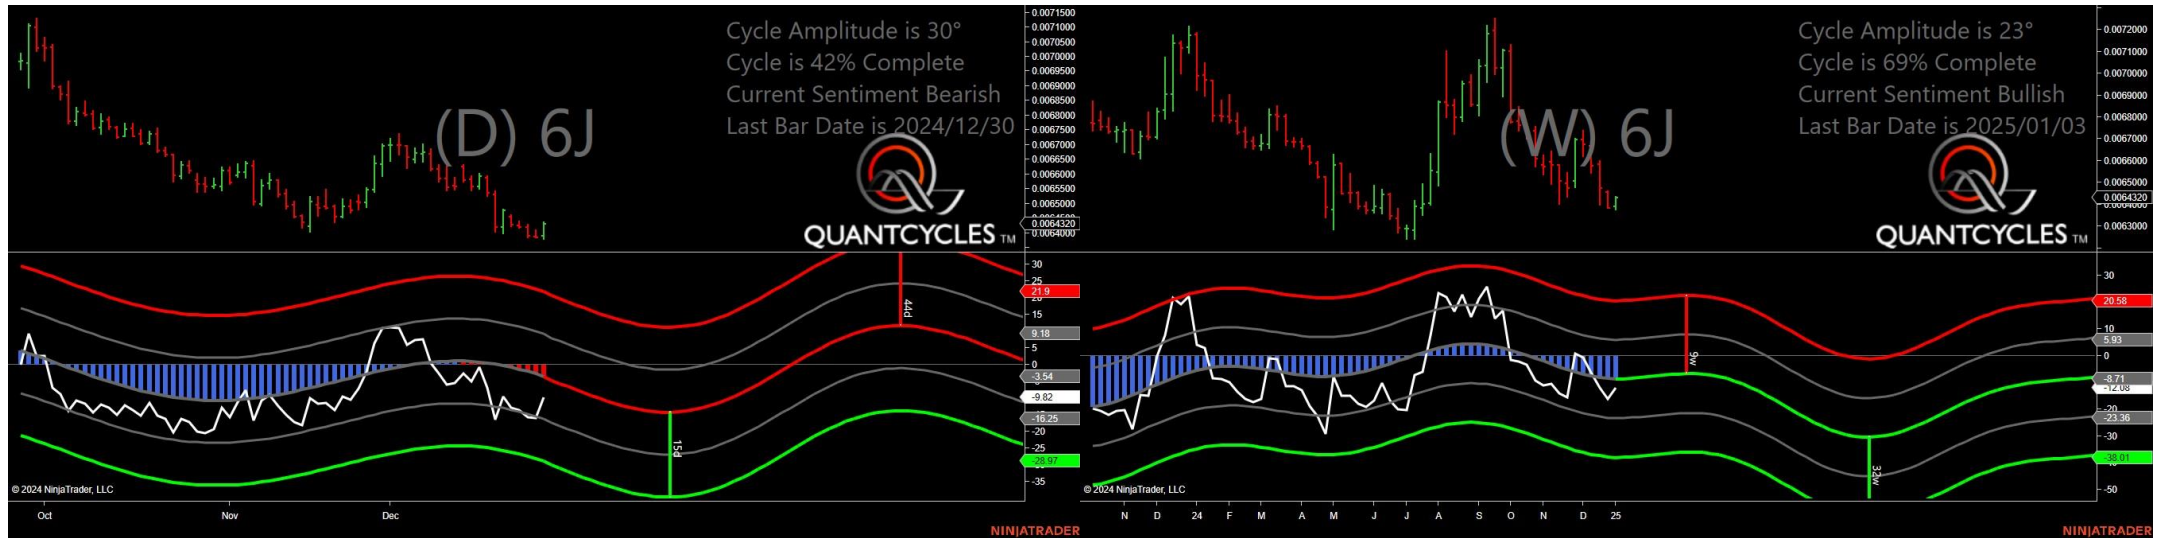 Cycle Amplitude is 30°
Cycle is 42% Complete
Current Sentiment Bearish
Last Bar Date is 2024/12/30
(D) 6J
QUANTCYCLES TM
0.0071500
0.0071000
0.0070500
0.0070000
0.0069500
0.0069000
0.0068500
0.0068000
0.0067500
0.0067000
0.0066500
0.0066000
0.0065500
0.0065000
0.0064320
0.0064000
30
25
21.9
15
9.18
5
0
-3.54
-9.82
-16.25
-20
-25
-28.97
-35
44d
15d
© 2024 NinjaTrader, LLC
Oct Nov Dec
NINJATRADER
Cycle Amplitude is 23°
Cycle is 69% Complete
Current Sentiment Bullish
Last Bar Date is 2025/01/03
(W) 6J
QUANTCYCLES TM
0.0072000
0.0071000
0.0070000
0.0069000
0.0068000
0.0067000
0.0066000
0.0065000
0.0064320
0.0063000
30
20.58
10
5.93
0
-8.71
-12.08
-23.36
-30
-38.01
-50
9w
32w
© 2024 NinjaTrader, LLC
N D 24 F M A M J J A S O N D 25
NINJATRADER